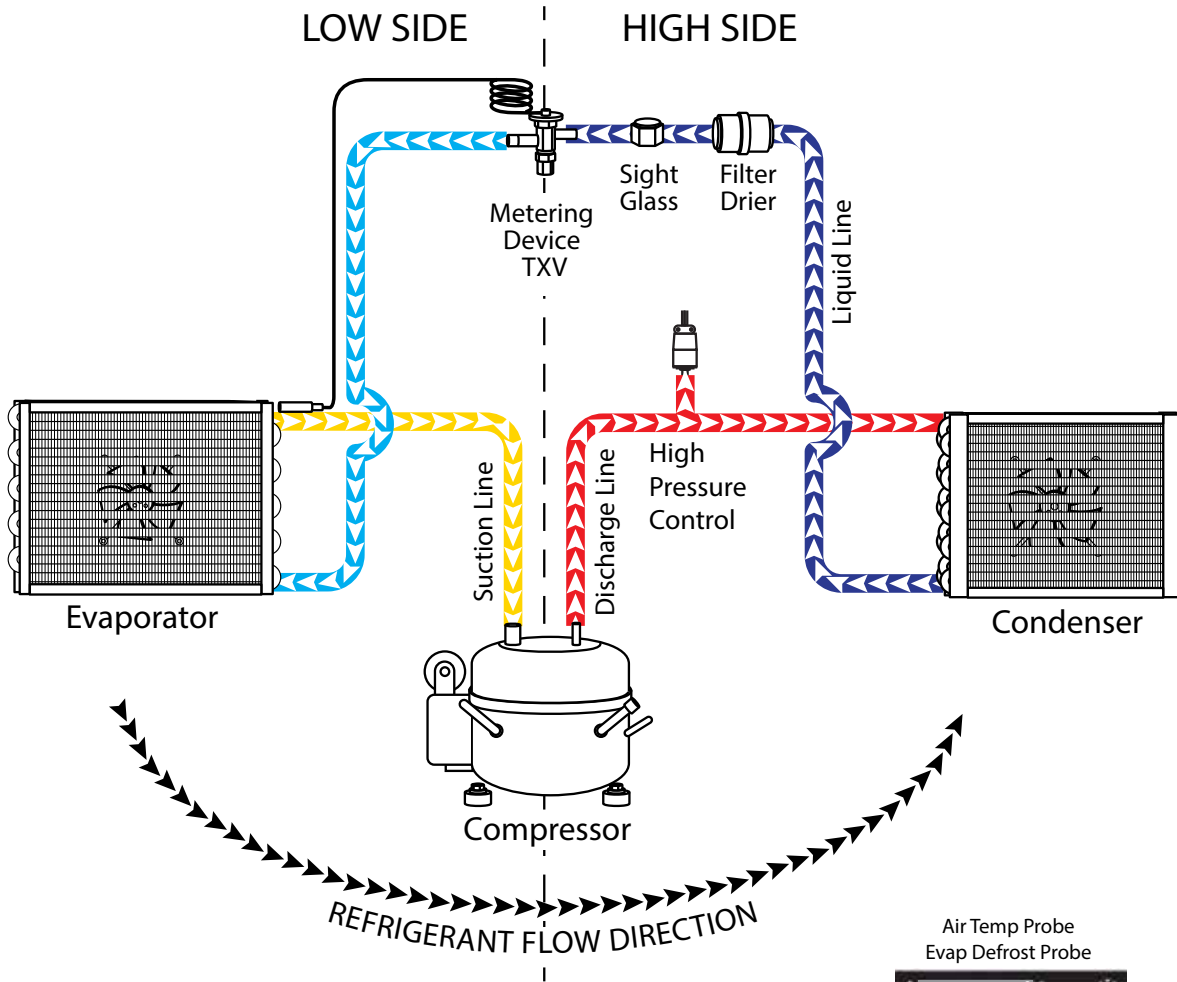 LOW SIDE
HIGH SIDE
Sight
Glass
Filter
Drier
Metering
Device
TXV
Liquid Line
High
Pressure
Control
Suction Line
Discharge Line
Evaporator
Condenser
Compressor
REFRIGERANT FLOW DIRECTION
Air Temp Probe
Evap Defrost Probe